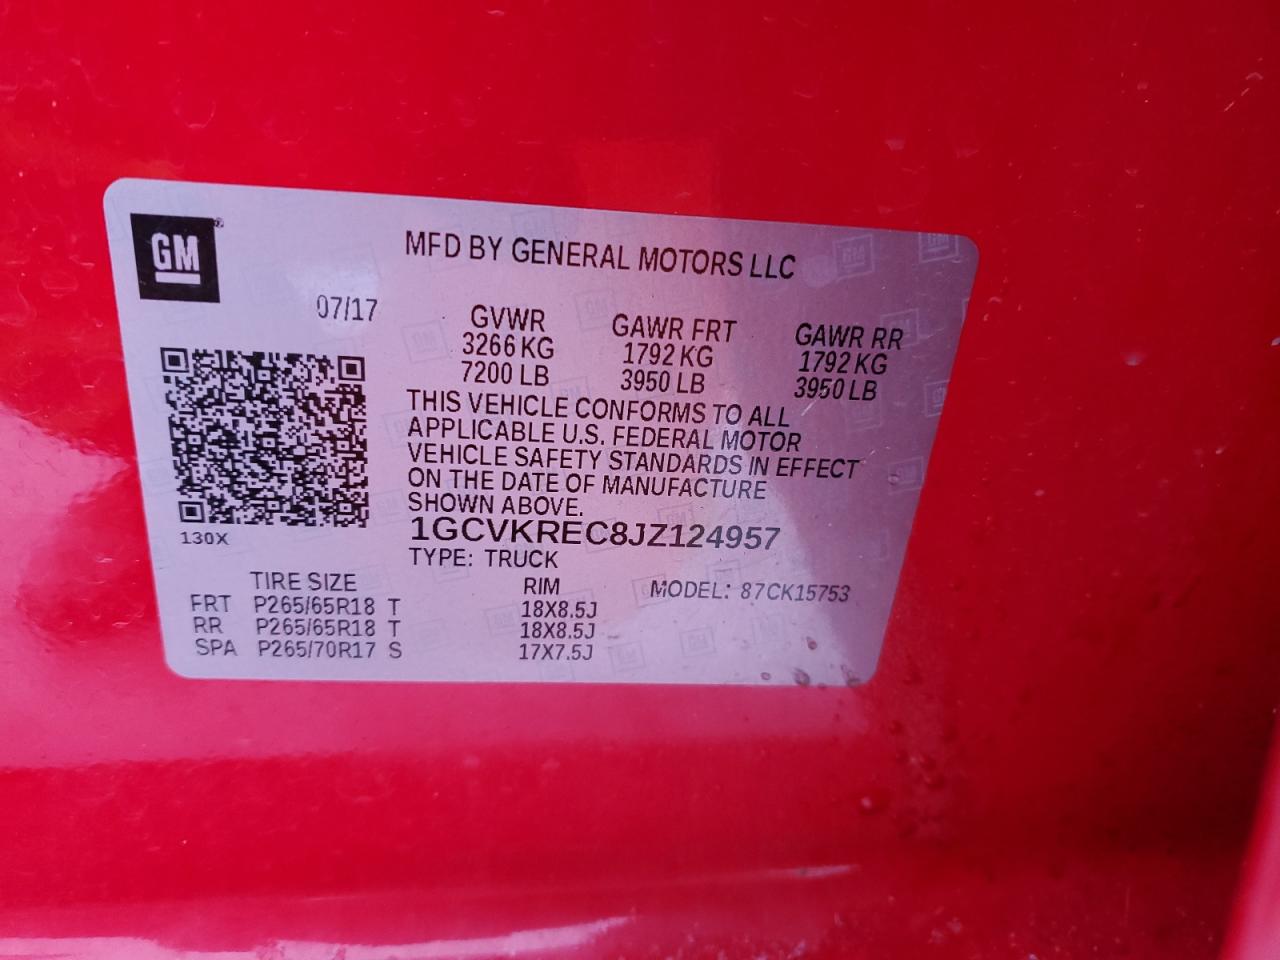 GM
MFD BY GENERAL MOTORS LLC
07/17
GVWR GAWR FRT GAWR RR
3266 KG 1792 KG 1792 KG
7200 LB 3950 LB 3950 LB
THIS VEHICLE CONFORMS TO ALL
APPLICABLE U.S. FEDERAL MOTOR
VEHICLE SAFETY STANDARDS IN EFFECT
ON THE DATE OF MANUFACTURE
SHOWN ABOVE.
1GCVKREC8JZ124957
130X
TYPE: TRUCK
TIRE SIZE RIM MODEL: 87CK15753
FRT P265/65R18 T 18X8.5J
RR P265/65R18 T 18X8.5J
SPA P265/70R17 S 17X7.5J